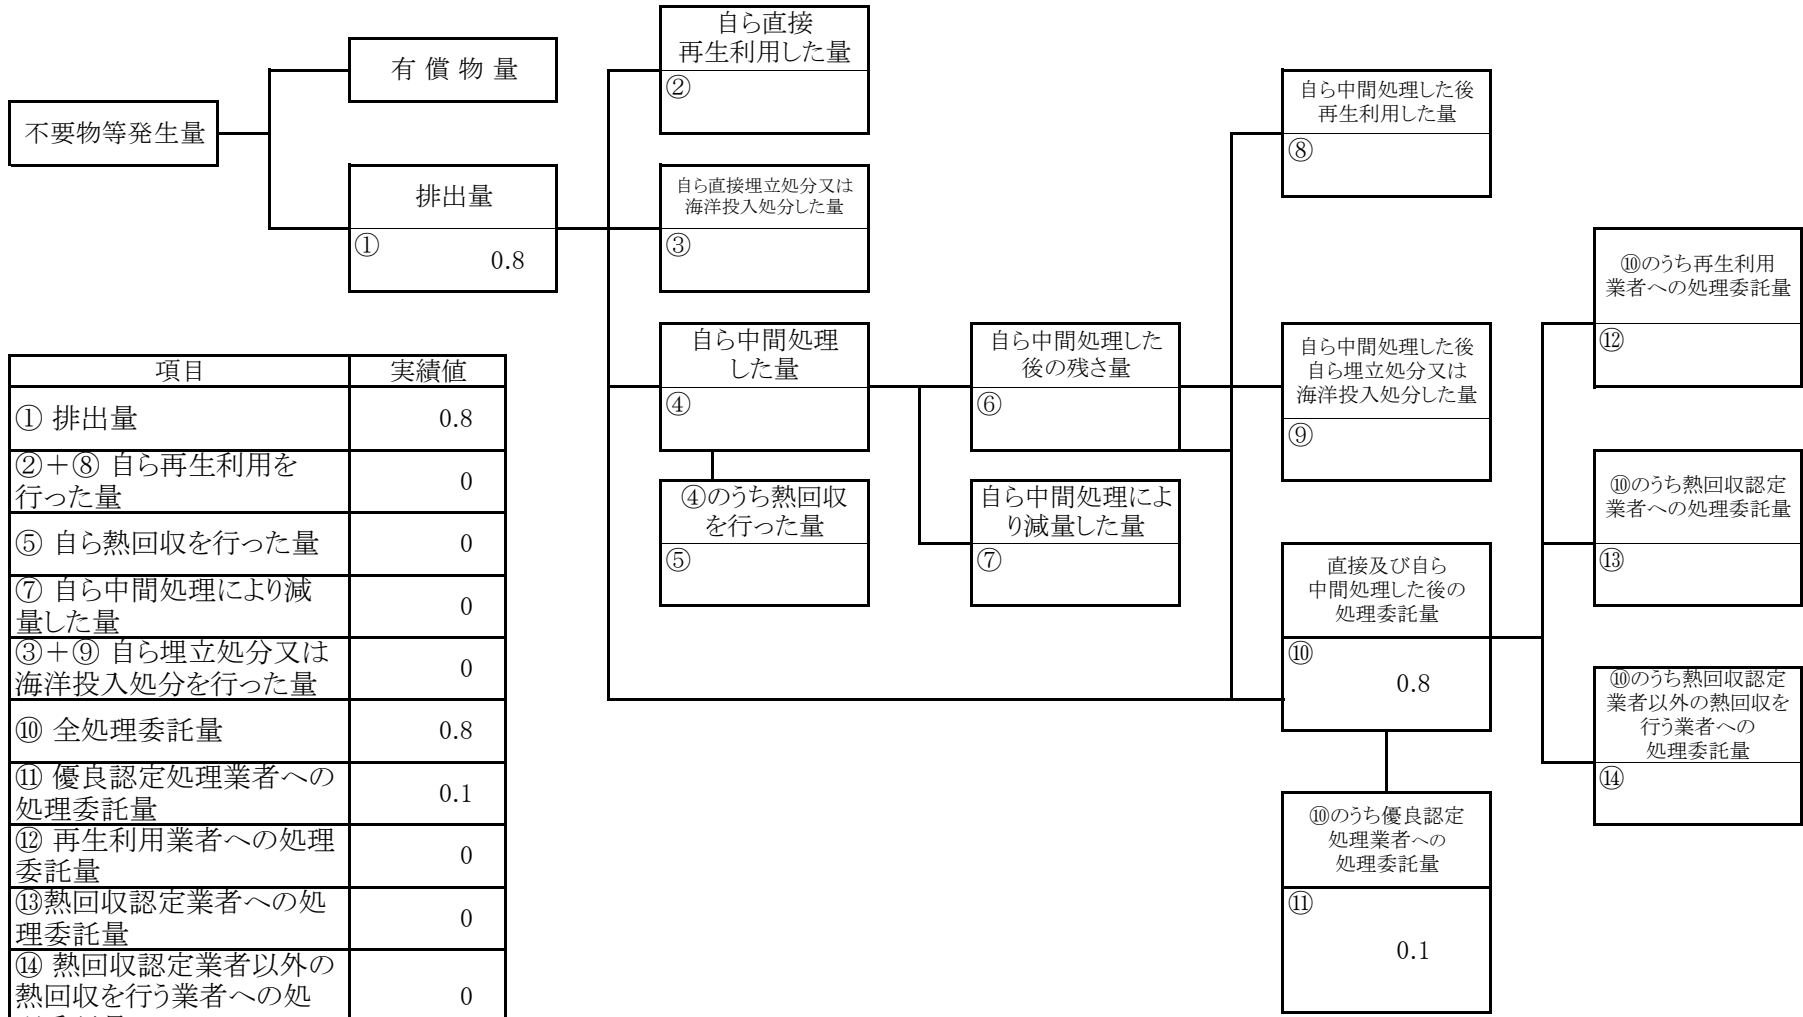 自ら直接
再生利用した量
②
有 償 物 量
不要物等発生量
自ら中間処理した後
再生利用した量
⑧
排出量
①
0.8
自ら直接埋立処分又は
海洋投入処分した量
③
⑩のうち再生利用
業者への処理委託量
⑫
自ら中間処理
した量
④
自ら中間処理した
後の残さ量
⑥
自ら中間処理した後
自ら埋立処分又は
海洋投入処分した量
⑨
④のうち熱回収
を行った量
⑤
自ら中間処理によ
り減量した量
⑦
⑩のうち熱回収認定
業者への処理委託量
⑬
直接及び自ら
中間処理した後の
処理委託量
⑩
0.8
⑩のうち熱回収認定
業者以外の熱回収を
行う業者への
処理委託量
⑭
⑩のうち優良認定
処理業者への
処理委託量
⑪
0.1
項目 実績値
① 排出量 0.8
②＋⑧ 自ら再生利用を
行った量 0
⑤ 自ら熱回収を行った量 0
⑦ 自ら中間処理により減
量した量 0
③＋⑨ 自ら埋立処分又は
海洋投入処分を行った量 0
⑩ 全処理委託量 0.8
⑪ 優良認定処理業者への
処理委託量 0.1
⑫ 再生利用業者への処理
委託量 0
⑬熱回収認定業者への処
理委託量 0
⑭ 熱回収認定業者以外の
熱回収を行う業者への処 0